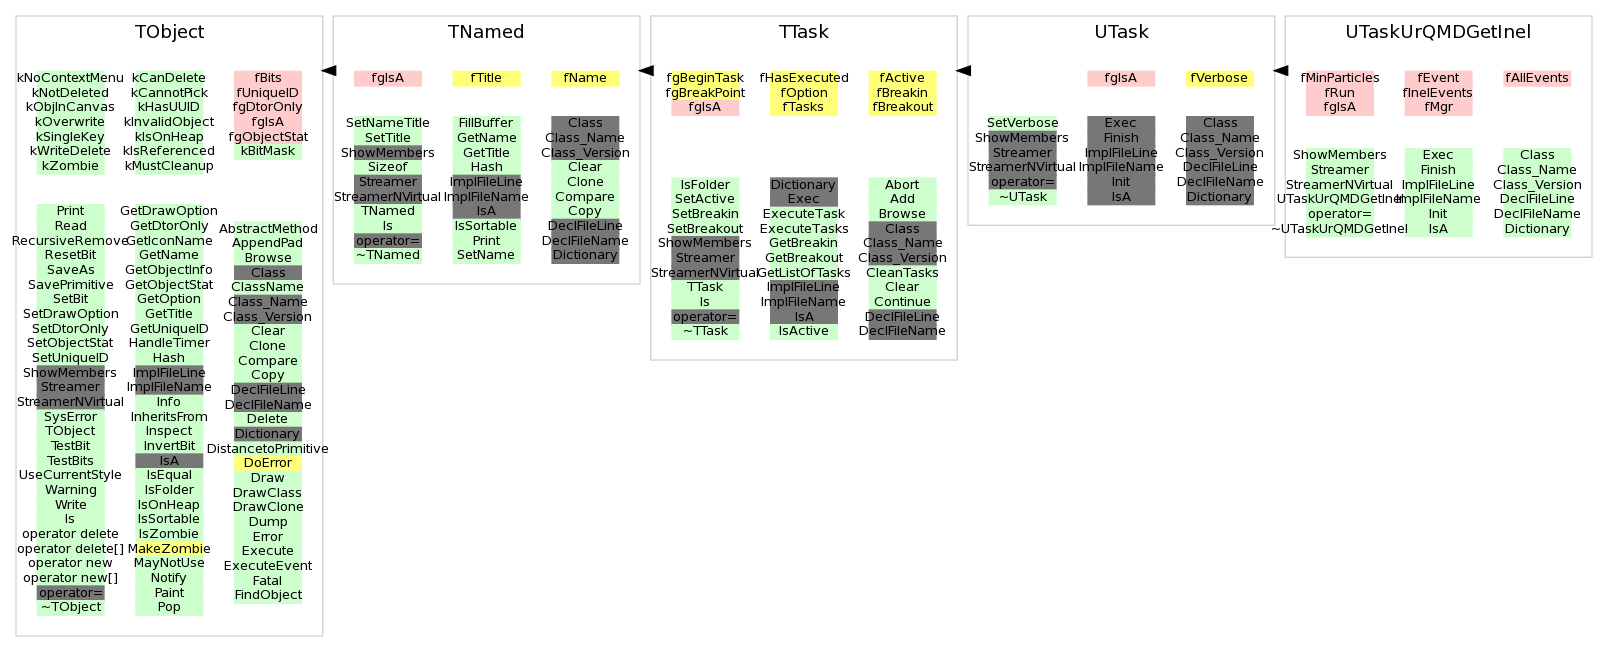 TObject
kNoContextMenu kCanDelete fBits
kNotDeleted kCannotPick fUniqueID
kObjInCanvas kHasUUID fgDtorOnly
kOverwrite kInvalidObject fgIsA
kSingleKey kIsOnHeap fgObjectStat
kWriteDelete kIsReferenced kBitMask
kZombie kMustCleanup
Print GetDrawOption
Read GetDtorOnly AbstractMethod
RecursiveRemove GetIconName AppendPad
ResetBit GetName Browse
SaveAs GetObjectInfo Class
SavePrimitive GetObjectStat ClassName
SetBit GetOption Class_Name
SetDrawOption GetTitle Class_Version
SetDtorOnly GetUniqueID Clear
SetObjectStat HandleTimer Clone
SetUniqueID Hash Compare
ShowMembers ImplFileLine Copy
Streamer ImplFileName DeclFileLine
StreamerNVirtual Info DeclFileName
SysError InheritsFrom Delete
TObject Inspect Dictionary
TestBit InvertBit DistancetoPrimitive
TestBits IsA DoError
UseCurrentStyle IsEqual Draw
Warning IsFolder DrawClass
Write IsOnHeap DrawClone
ls IsSortable Dump
operator delete IsZombie Error
operator delete[] MakeZombie Execute
operator new MayNotUse ExecuteEvent
operator new[] Notify Fatal
operator= Paint FindObject
~TObject Pop
TNamed
fgIsA fTitle fName
SetNameTitle FillBuffer Class
SetTitle GetName Class_Name
ShowMembers GetTitle Class_Version
Sizeof Hash Clear
Streamer ImplFileLine Clone
StreamerNVirtual ImplFileName Compare
TNamed IsA Copy
ls IsSortable DeclFileLine
operator= Print DeclFileName
~TNamed SetName Dictionary
TTask
fgBeginTask fHasExecuted fActive
fgBreakPoint fOption fBreakin
fgIsA fTasks fBreakout
IsFolder Dictionary Abort
SetActive Exec Add
SetBreakin ExecuteTask Browse
SetBreakout ExecuteTasks Class
ShowMembers GetBreakin Class_Name
Streamer GetBreakout Class_Version
StreamerNVirtual GetListOfTasks CleanTasks
TTask ImplFileLine Clear
ls ImplFileName Continue
operator= IsA DeclFileLine
~TTask IsActive DeclFileName
UTask
fgIsA fVerbose
SetVerbose Exec Class
ShowMembers Finish Class_Name
Streamer ImplFileLine Class_Version
StreamerNVirtual ImplFileName DeclFileLine
operator= Init DeclFileName
~UTask IsA Dictionary
UTaskUrQMDGetInel
fMinParticles fEvent fAllEvents
fRun fInelEvents
fgIsA fMgr
ShowMembers Exec Class
Streamer Finish Class_Name
StreamerNVirtual ImplFileLine Class_Version
UTaskUrQMDGetInel ImplFileName DeclFileLine
operator= Init DeclFileName
~UTaskUrQMDGetInel IsA Dictionary